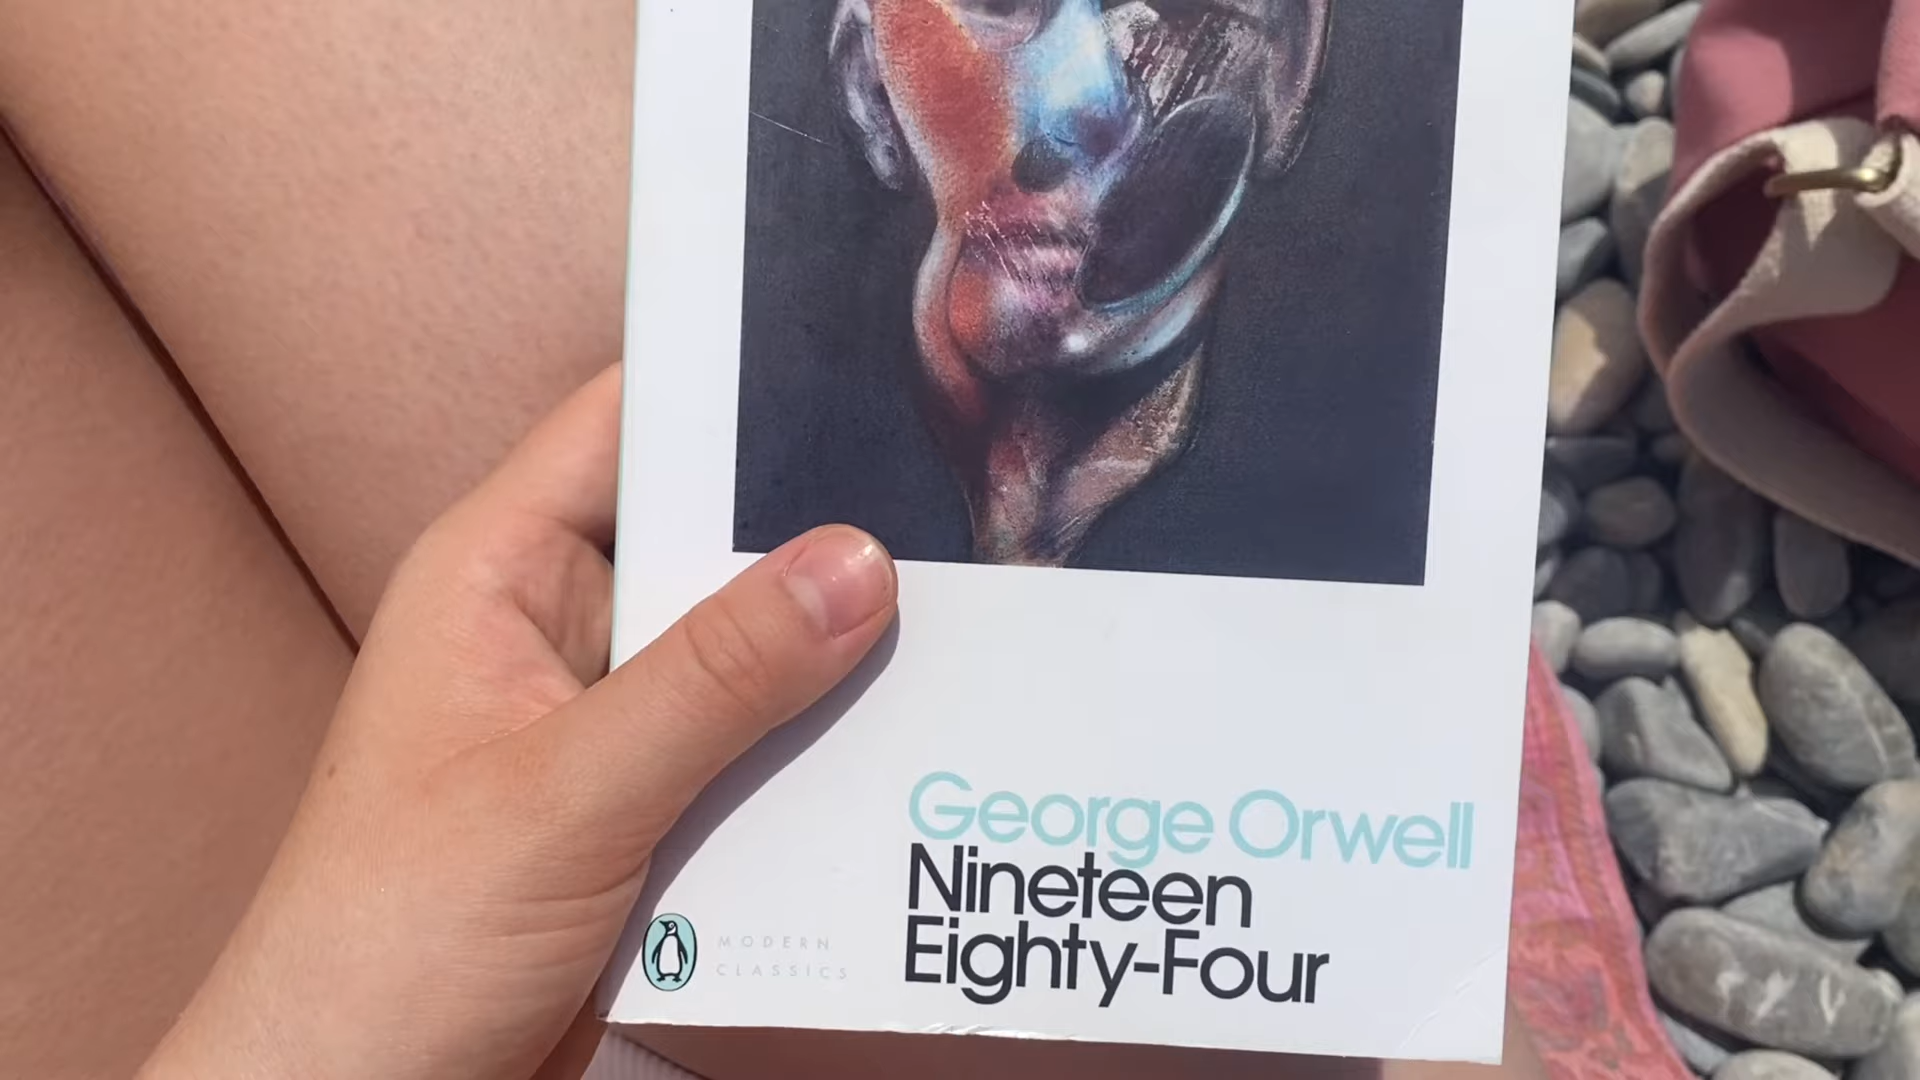 George Orwell
Nineteen
Eighty-Four
MODERN
CLASSICS